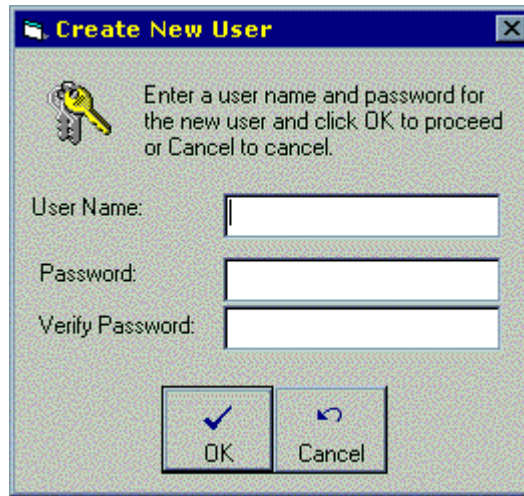 Create New User
Enter a user name and password for
the new user and click OK to proceed
or Cancel to cancel.
User Name:
Password:
Verify Password:
OK
Cancel